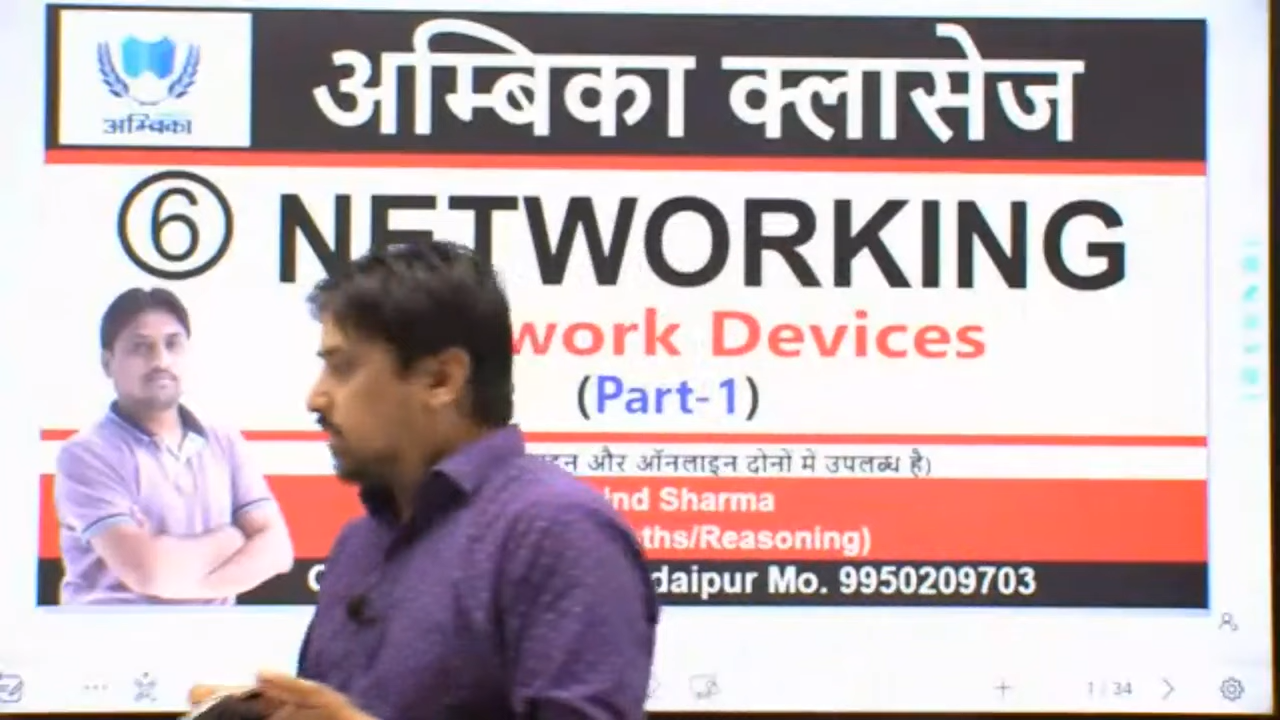 अम्बिका क्लासेज
अम्बिका
⑥ NETWORKING
work Devices
(Part-1)
और ऑनलाइन दोनों में उपलब्ध है)
ind Sharma
ths/Reasoning)
daipur Mo. 9950209703
1 / 34